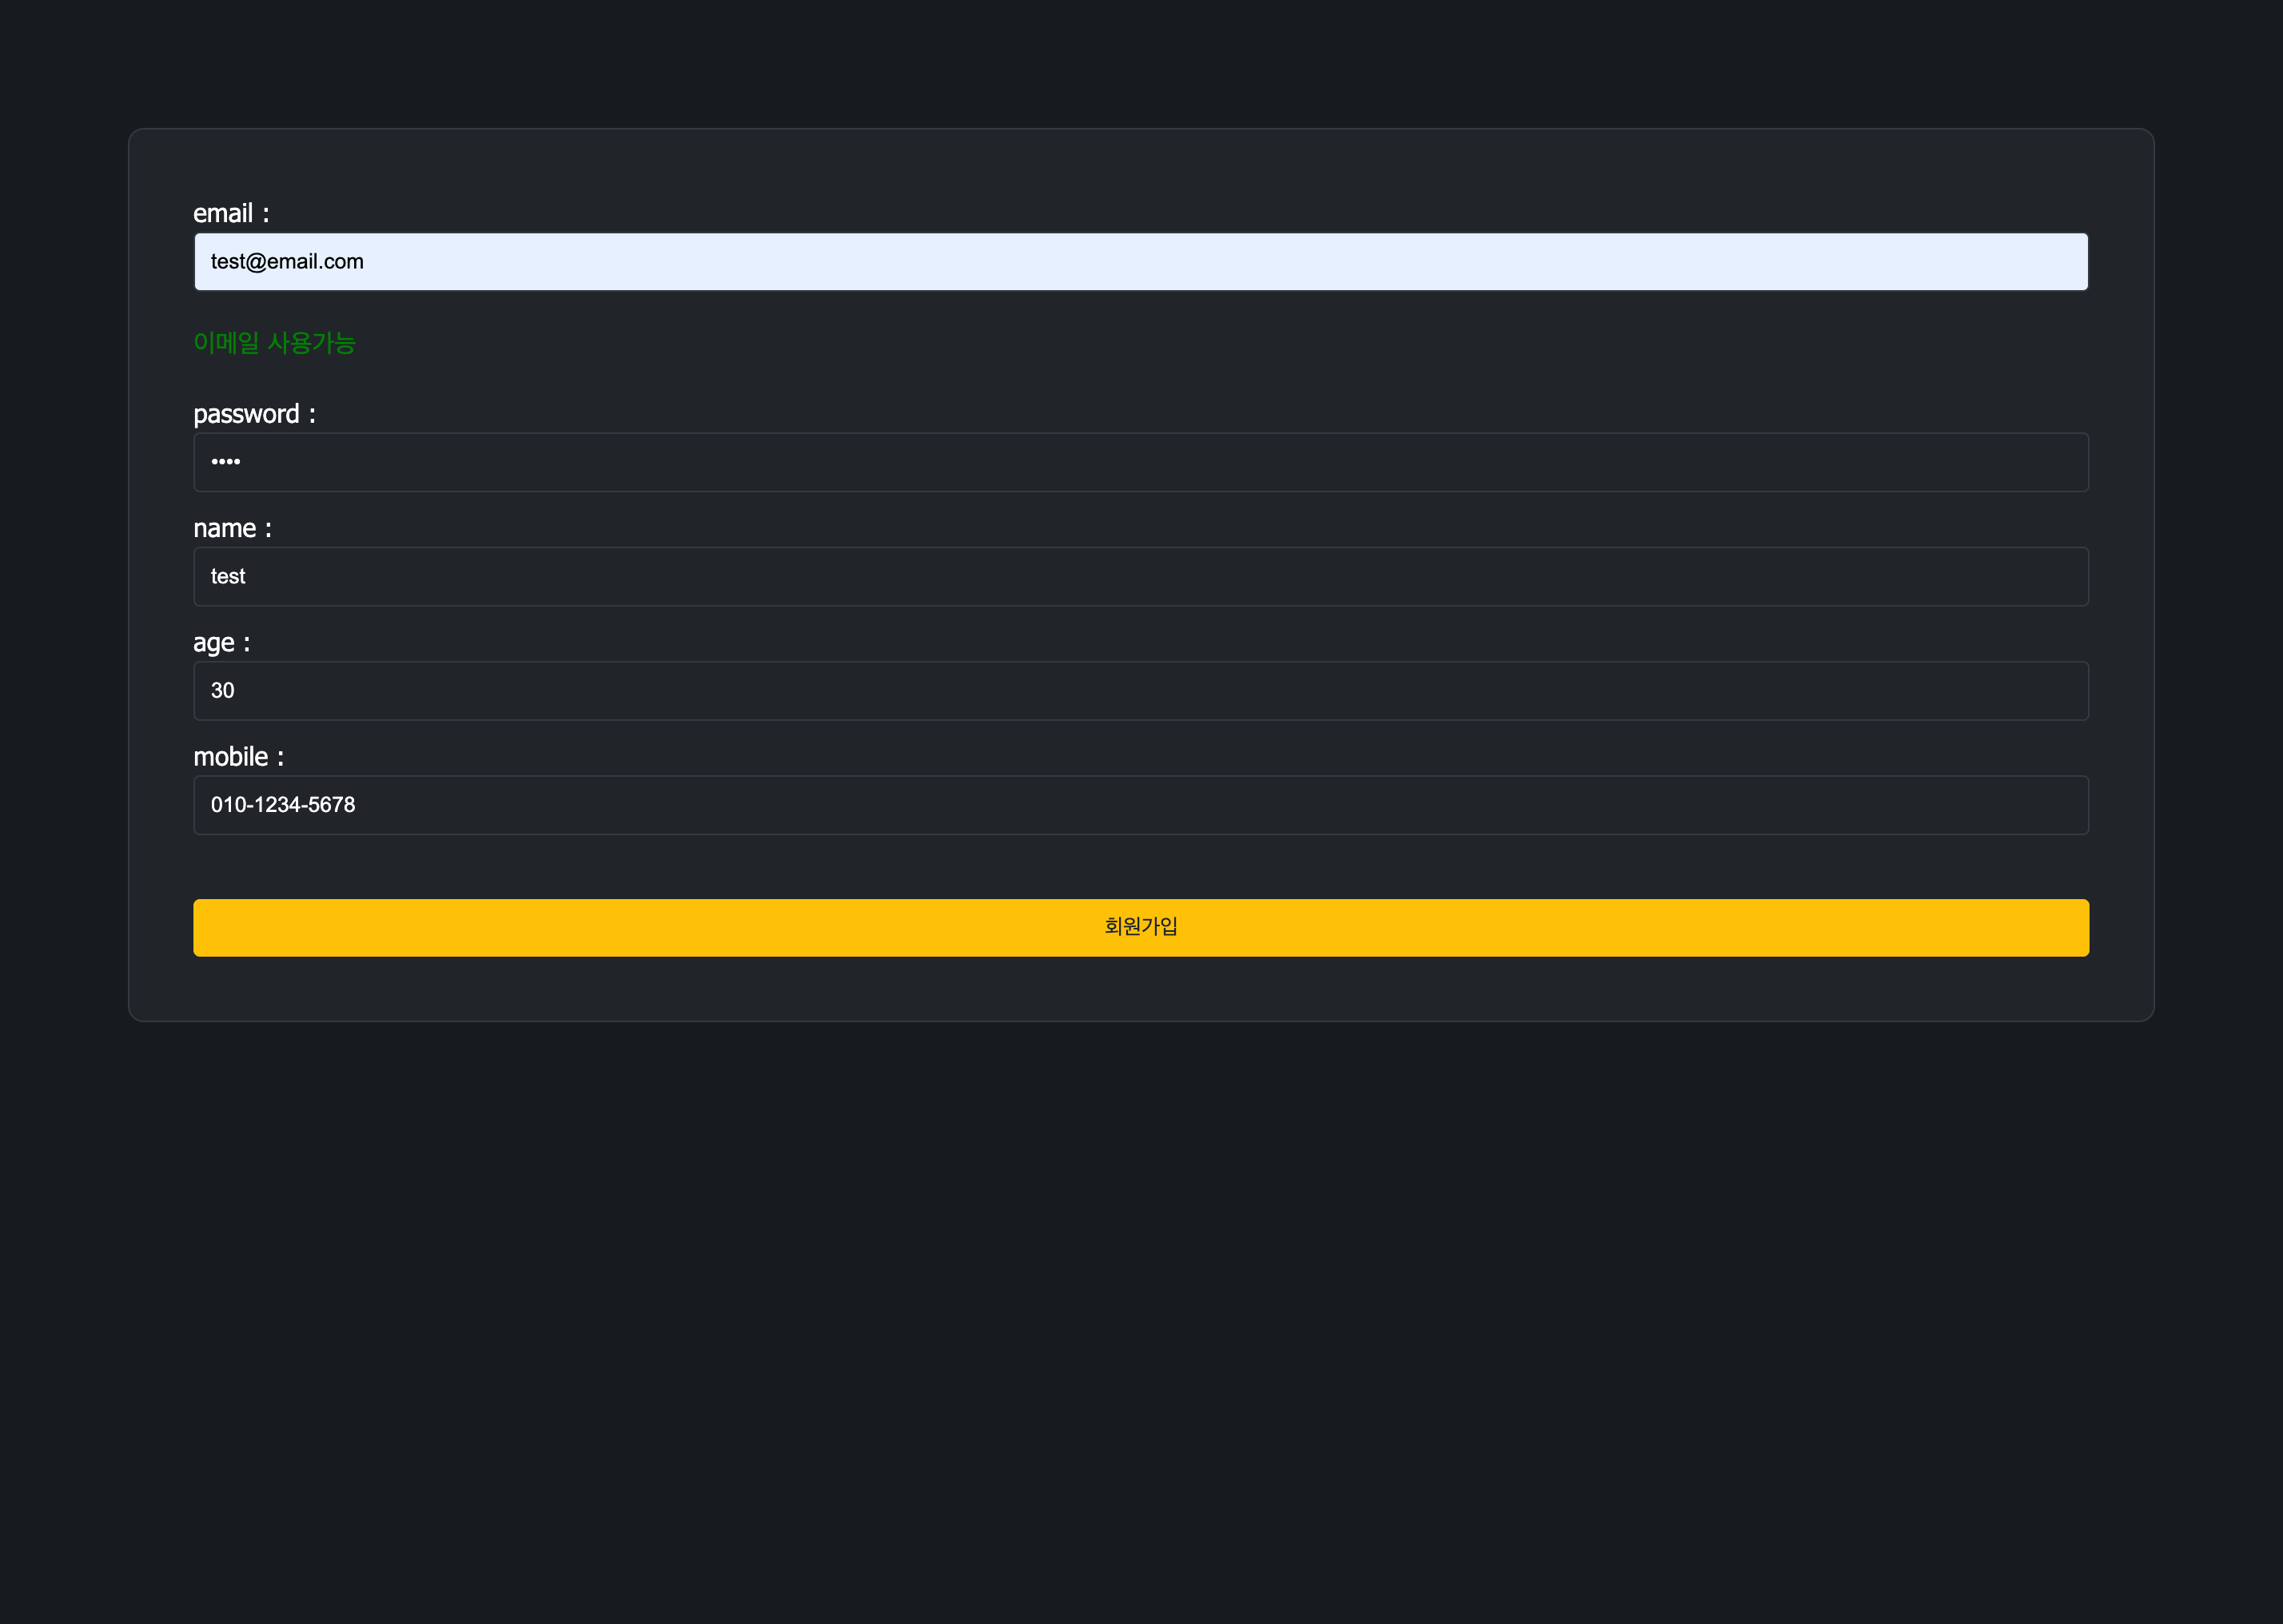 email :
test@email.com
이메일 사용가능
password :
••••
name :
test
age :
30
mobile :
010-1234-5678
회원가입